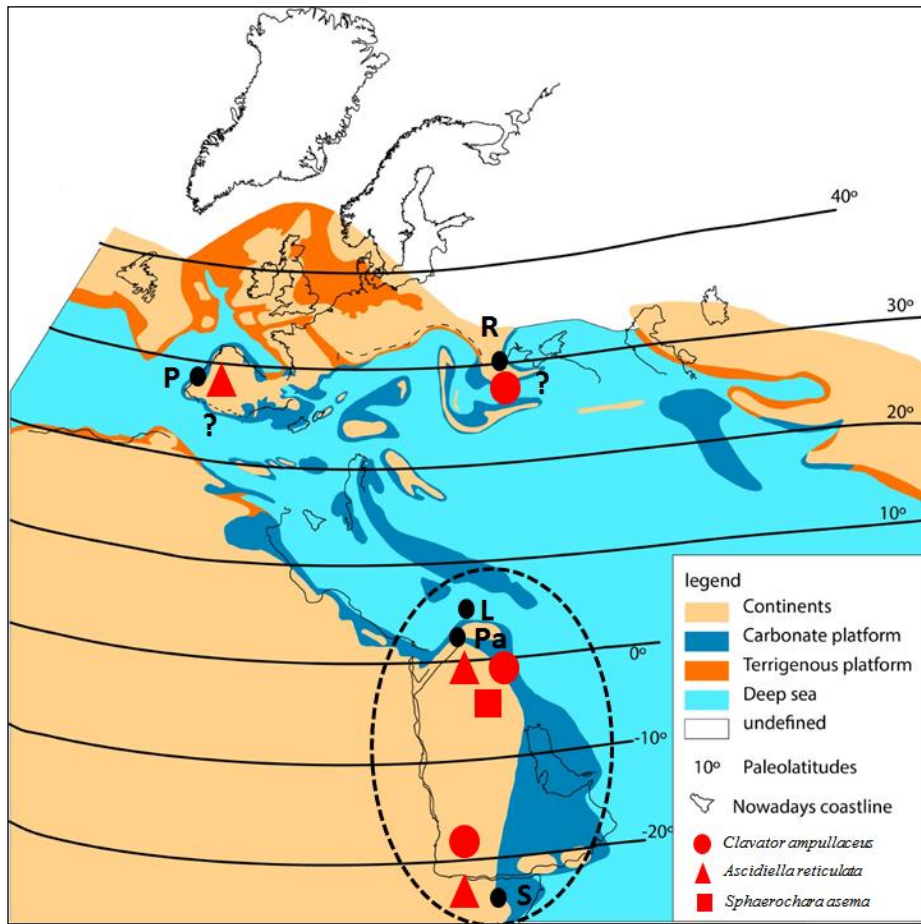 40º
30º
R
P
?
?
20º
10º
L
Pa
0º
-10º
-20º
S
legend
Continents
Carbonate platform
Terrigenous platform
Deep sea
undefined
10º Paleolatitudes
Nowadays coastline
Clavator ampullaceus
Ascidiella reticulata
Sphaerochara asema